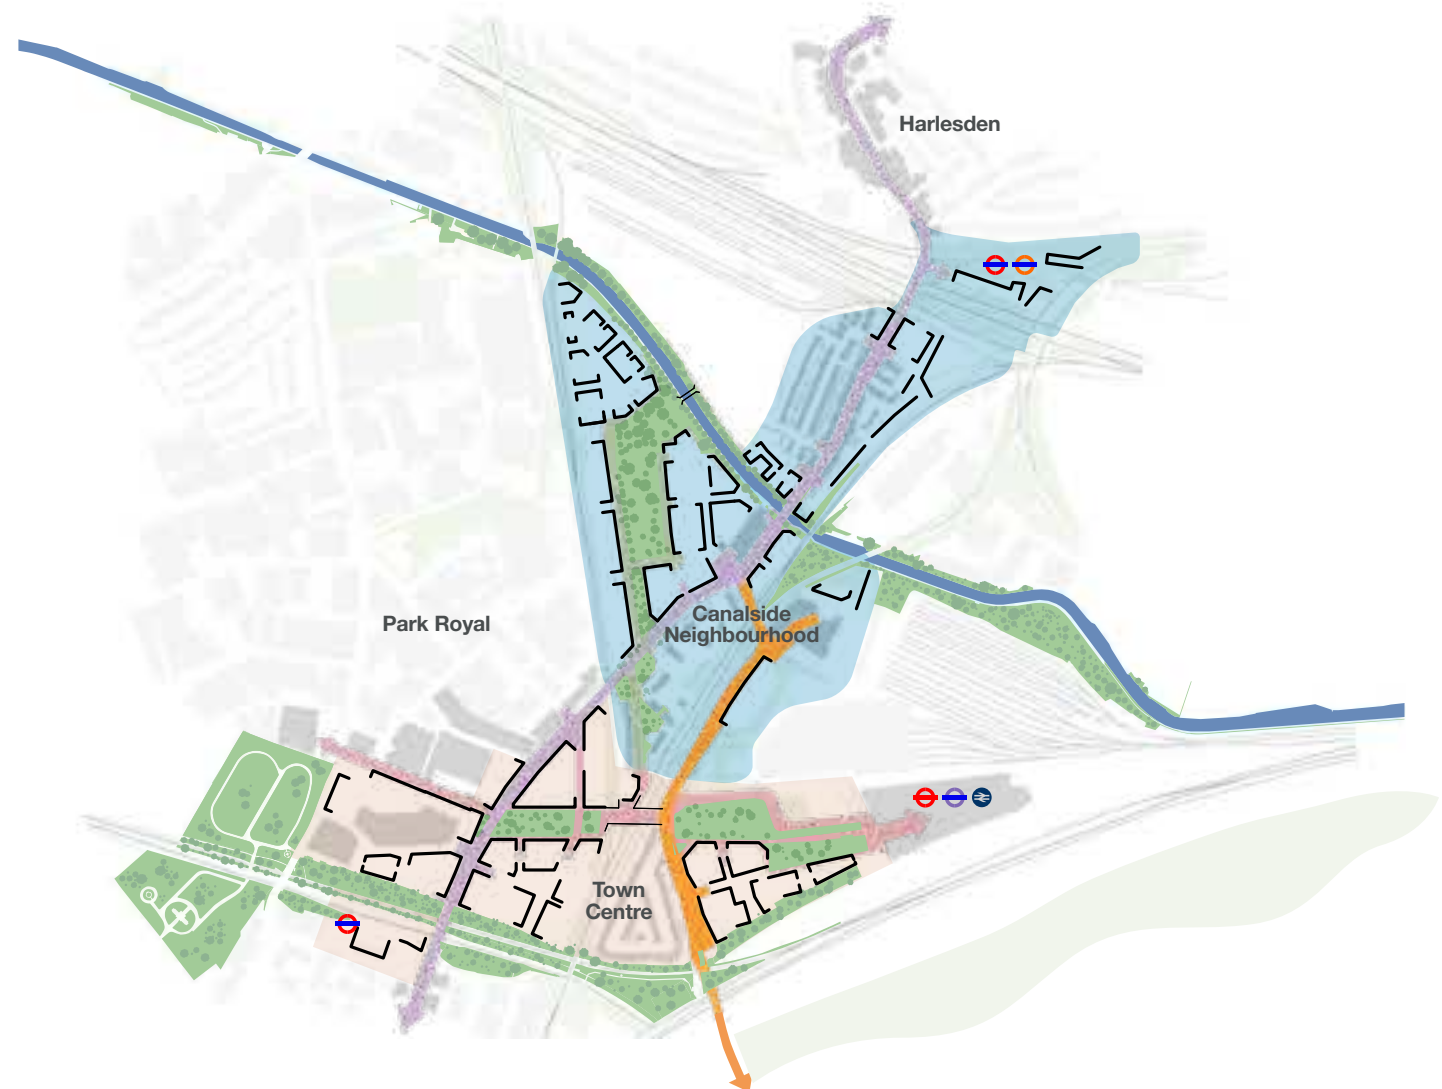 Harlesden
Park Royal
Canalside
Neighbourhood
Town
Centre